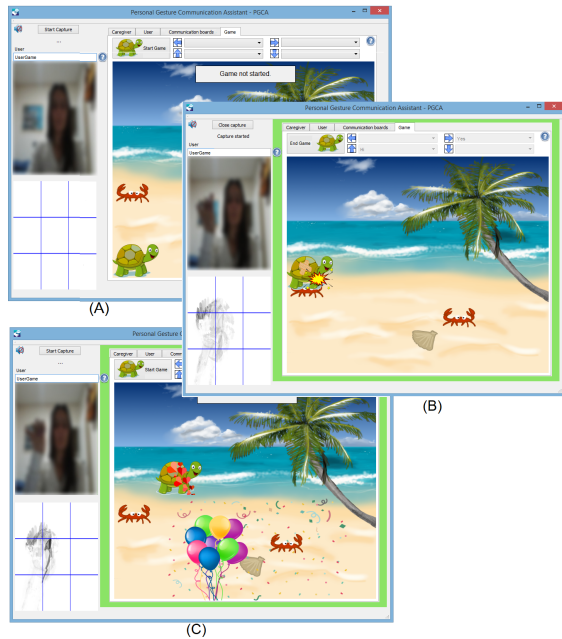 Personal Gesture Communication Assistant - PGCA
Start Capture
...
User
UserGame
Caregiver User Communication boards Game
Start Game
Game not started.
(A)
Personal Gesture Communication Assistant - PGCA
Close capture
Capture started
User
UserGame
Caregiver User Communication boards Game
End Game
Yes
Hi
(B)
Personal Gesture C
Start Capture
...
User
UserGame
Caregiver User Comm
Start Game
(C)